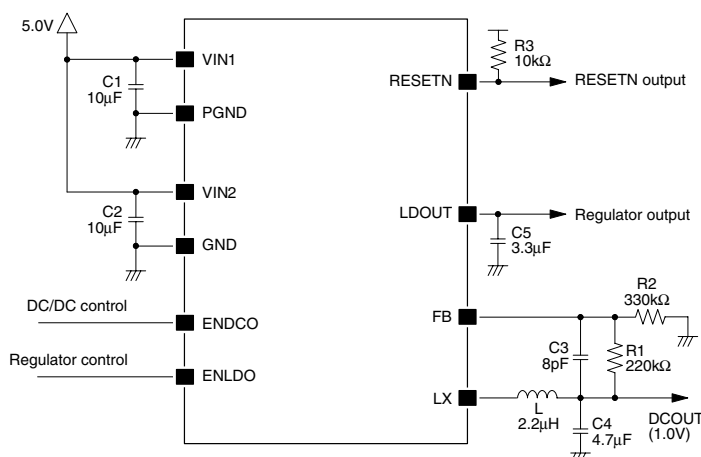 5.0V
C1
10μF
VIN1
PGND
C2
10μF
VIN2
GND
DC/DC control
ENDCO
Regulator control
ENLDO
R3
10kΩ
RESETN
RESETN output
LDOUT
Regulator output
C5
3.3μF
R2
330kΩ
FB
C3
8pF
R1
220kΩ
LX
L
2.2μH
C4
4.7μF
DCOUT
(1.0V)